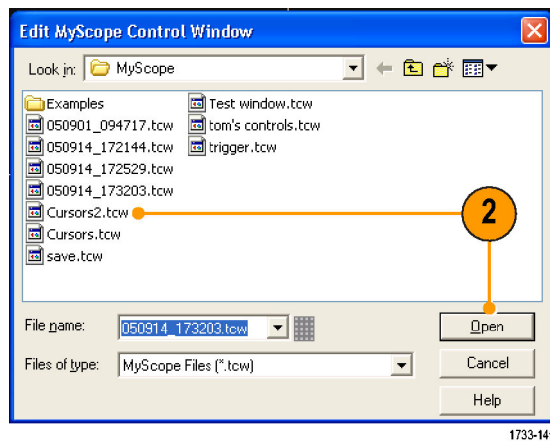 Edit MyScope Control Window
Look in: MyScope
Examples
050901_094717.tcw
050914_172144.tcw
050914_172529.tcw
050914_173203.tcw
Cursors2.tcw
Cursors.tcw
save.tcw
Test window.tcw
tom's controls.tcw
trigger.tcw
2
File name: 050914_173203.tcw Open
Files of type: MyScope Files (*.tcw) Cancel
Help